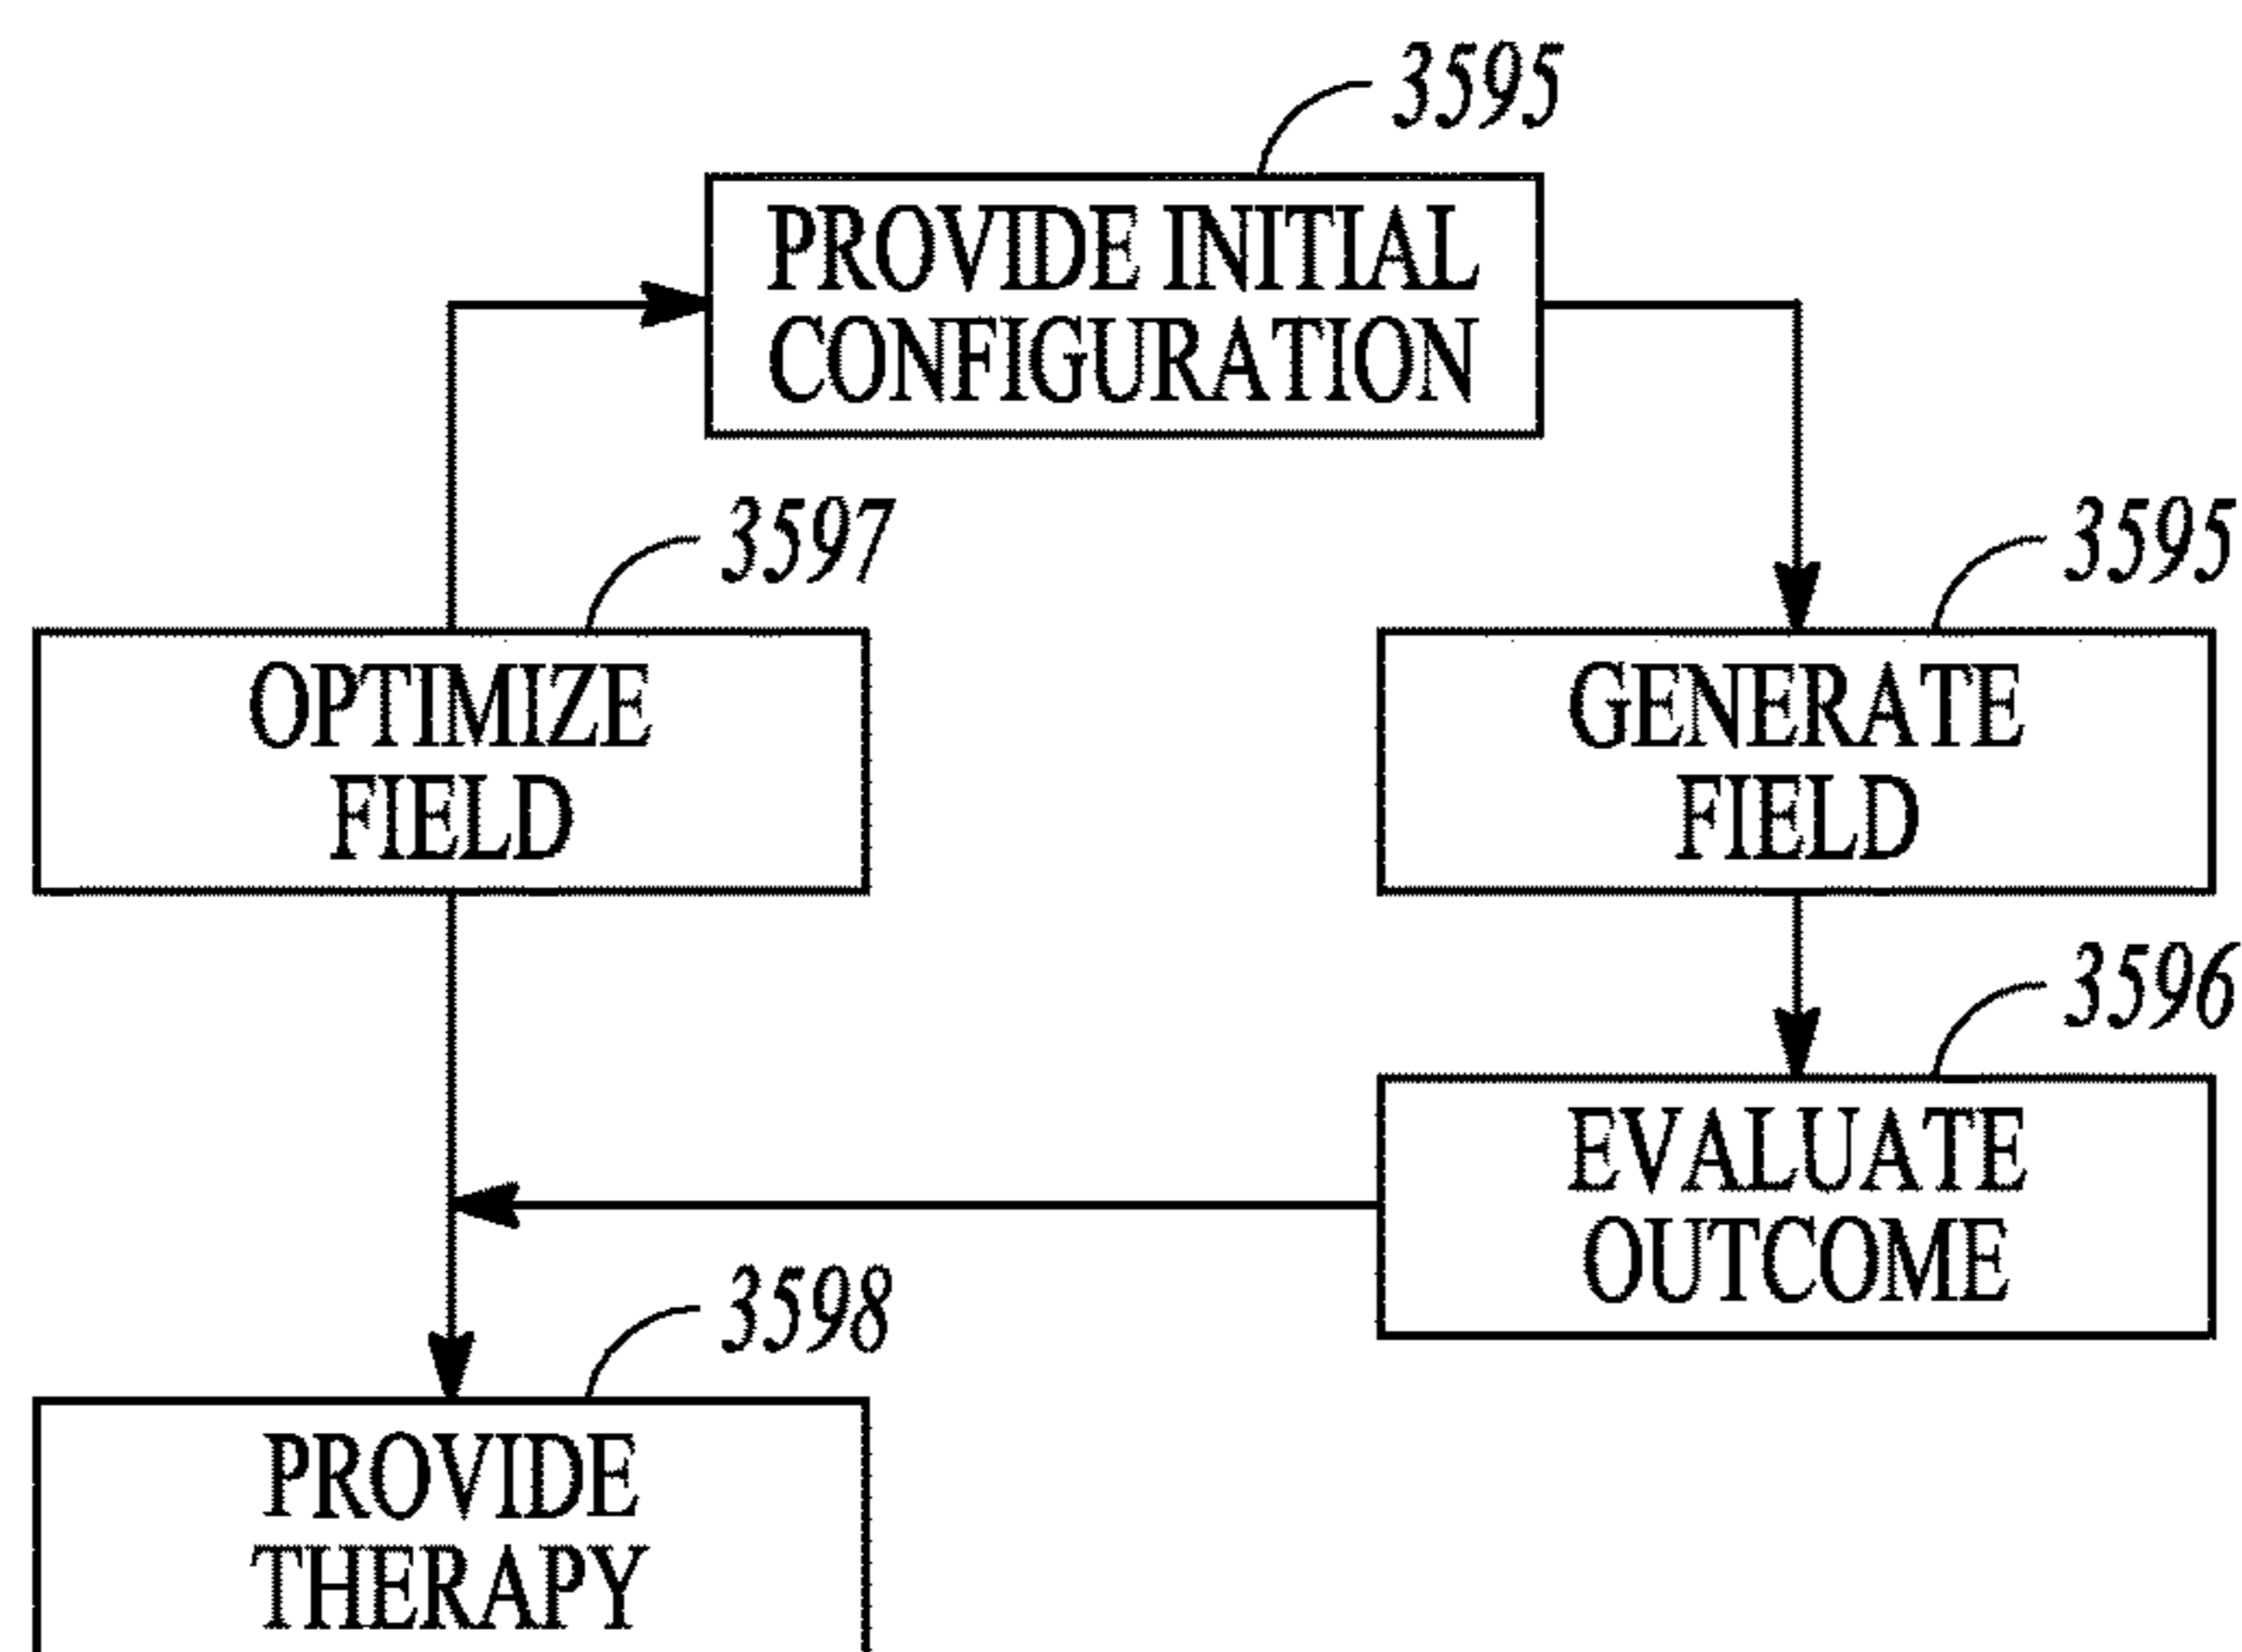 3595
PROVIDE INITIAL
CONFIGURATION
3597
OPTIMIZE
FIELD
3595
GENERATE
FIELD
3596
EVALUATE
OUTCOME
3598
PROVIDE
THERAPY